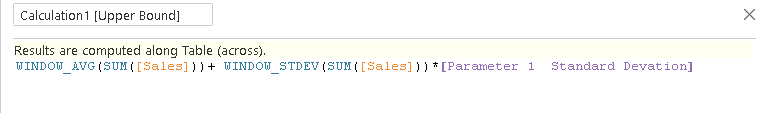 Calculation1 [Upper Bound]
Results are computed along Table (across).
WINDOW_AVG(SUM([Sales]))+ WINDOW_STDEV(SUM([Sales]))*[Parameter 1  Standard Devation]